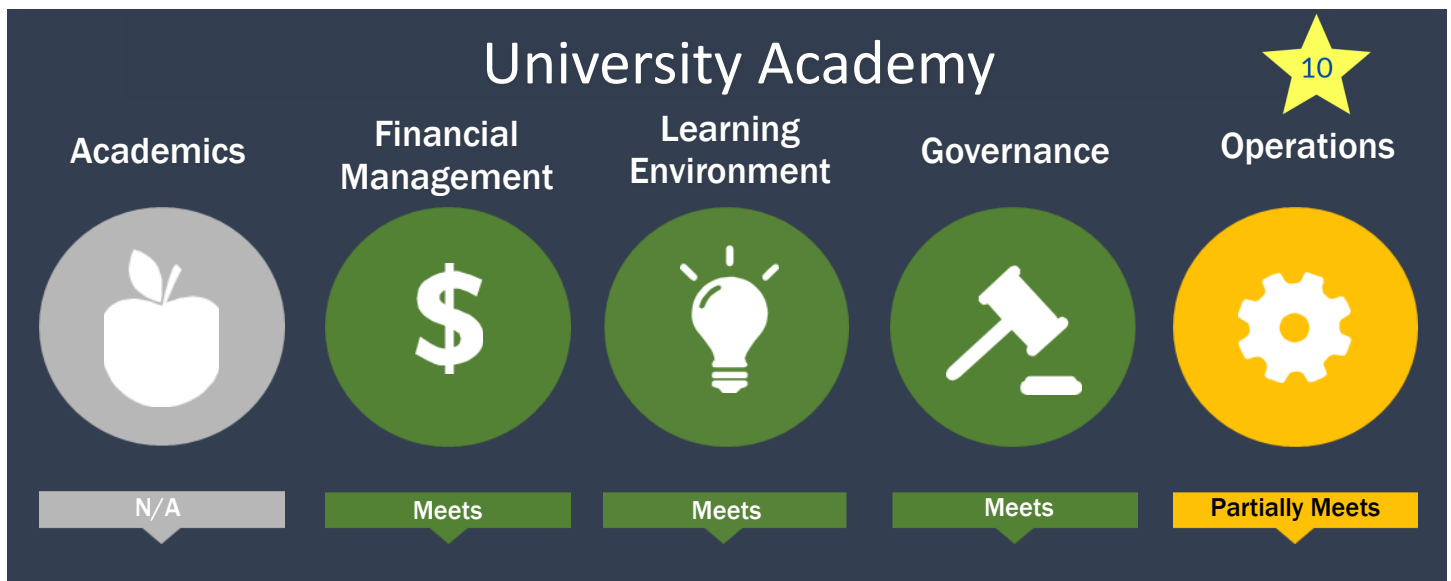 University Academy
10
Academics
Financial
Management
Learning
Environment
Governance
Operations
$
N/A
Meets
Meets
Meets
Partially Meets